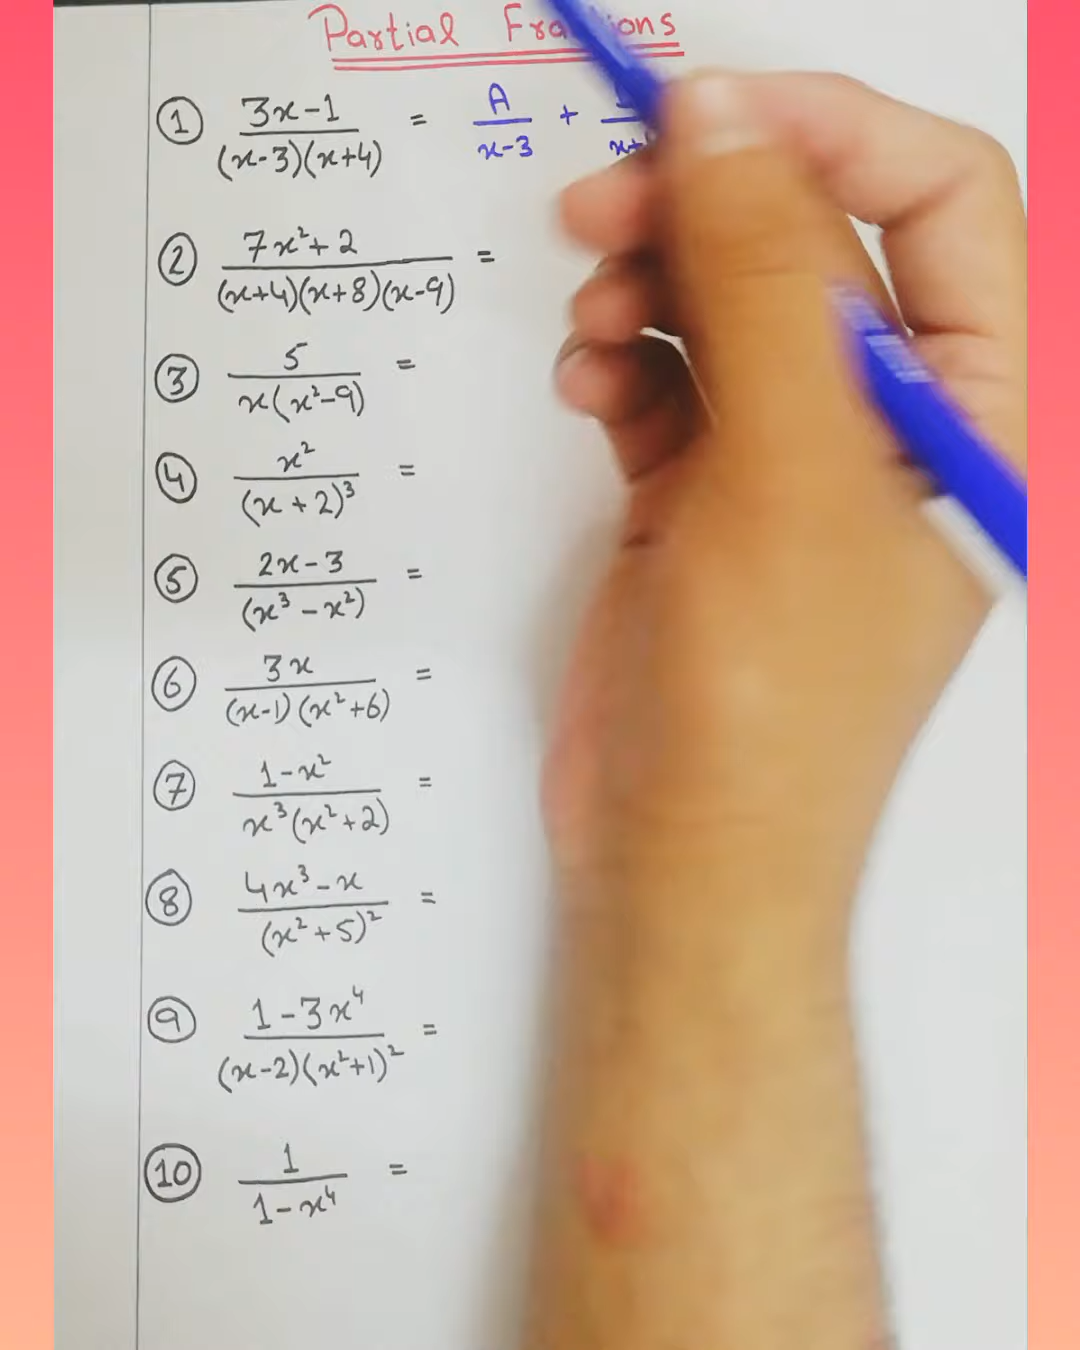 Partial Fra ions
① 3x-1 / (x-3)(x+4) = A / x-3 + / x+
② 7x²+2 / (x+4)(x+8)(x-9) =
③ 5 / x(x²-9) =
④ x² / (x+2)³ =
⑤ 2x-3 / (x³-x²) =
⑥ 3x / (x-1)(x²+6) =
⑦ 1-x² / x³(x²+2) =
⑧ 4x³-x / (x²+5)² =
⑨ 1-3x⁴ / (x-2)(x²+1)² =
⑩ 1 / 1-x⁴ =